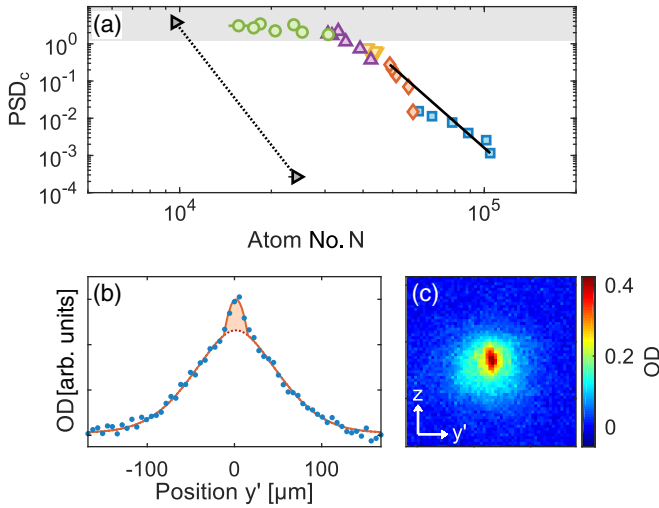 (a)
PSD_c
10^0
10^-1
10^-2
10^-3
10^-4
10^4
10^5
Atom No. N
(b)
OD [arb. units]
-100
0
100
Position y' [μm]
(c)
z
y'
0.4
0.2
0
OD